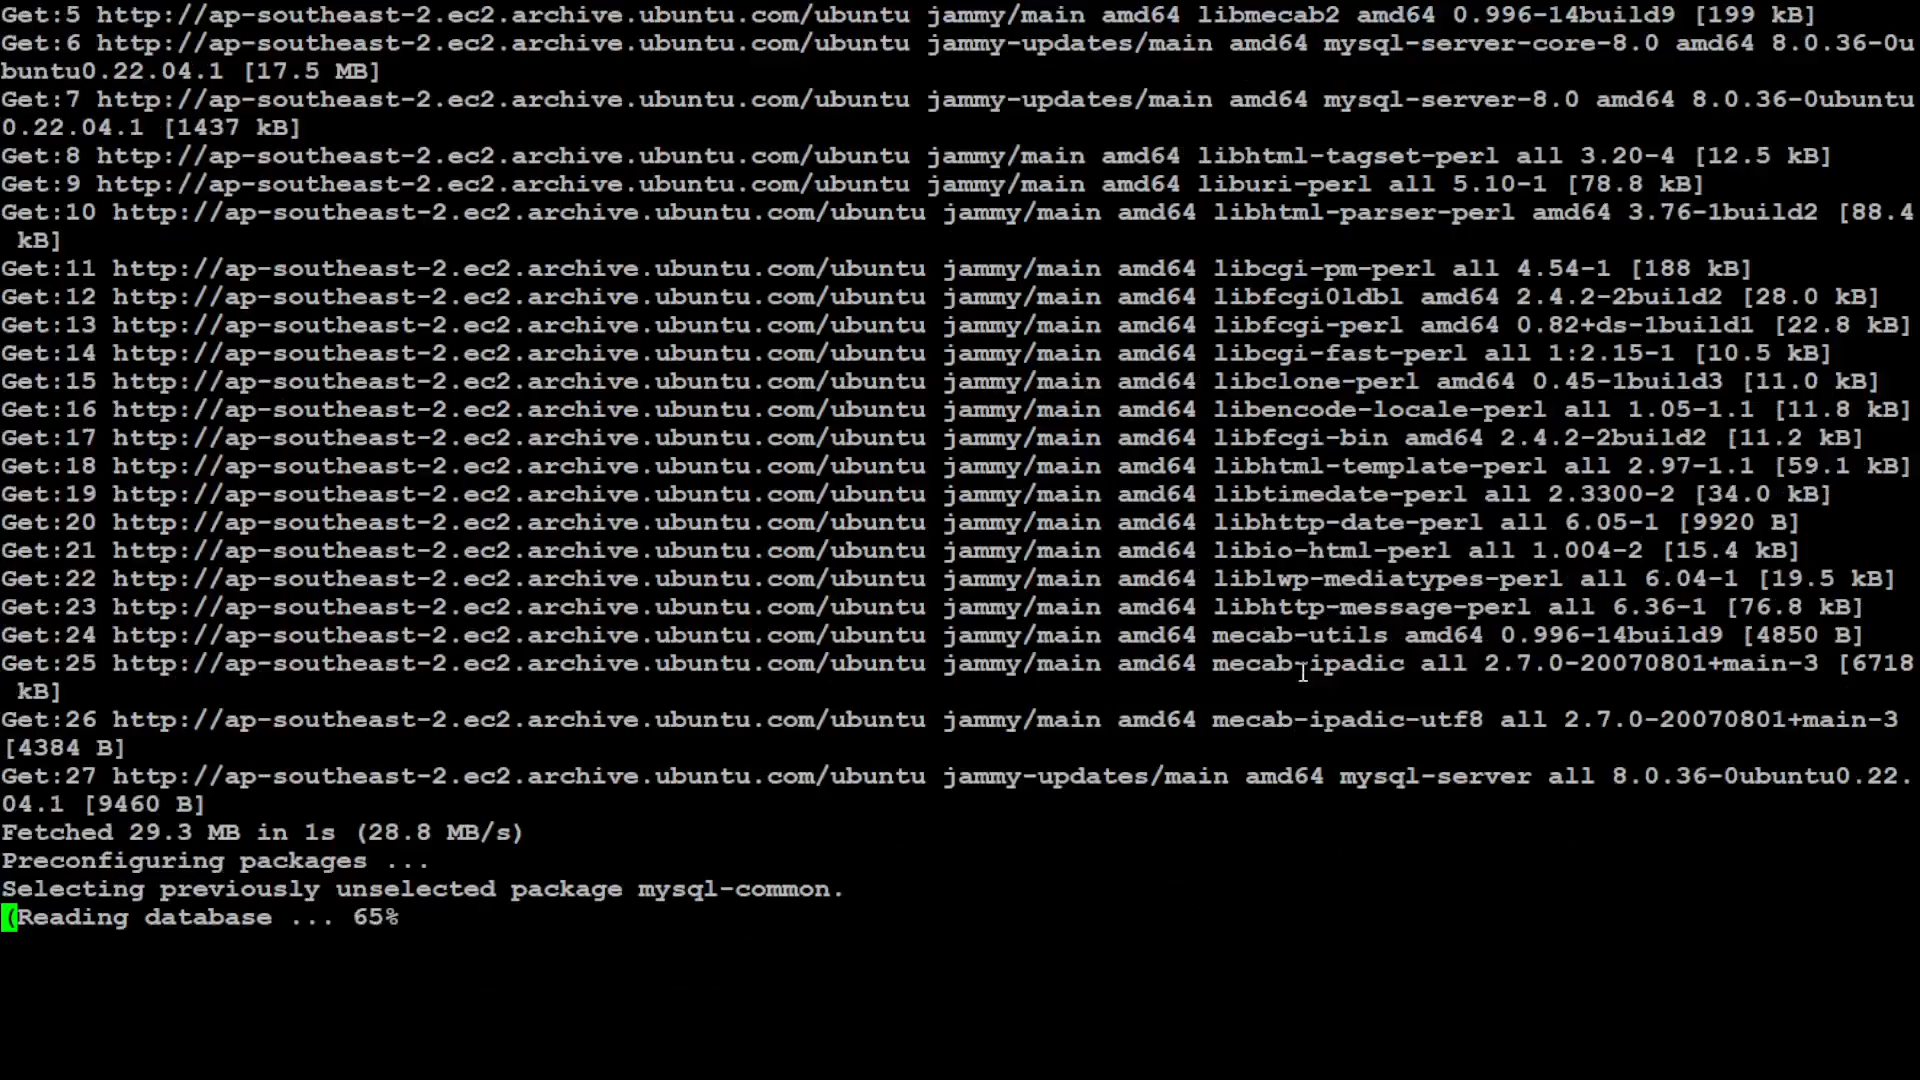 Get:5 http://ap-southeast-2.ec2.archive.ubuntu.com/ubuntu jammy/main amd64 libmecab2 amd64 0.996-14build9 [199 kB]
Get:6 http://ap-southeast-2.ec2.archive.ubuntu.com/ubuntu jammy-updates/main amd64 mysql-server-core-8.0 amd64 8.0.36-0u
buntu0.22.04.1 [17.5 MB]
Get:7 http://ap-southeast-2.ec2.archive.ubuntu.com/ubuntu jammy-updates/main amd64 mysql-server-8.0 amd64 8.0.36-0ubuntu
0.22.04.1 [1437 kB]
Get:8 http://ap-southeast-2.ec2.archive.ubuntu.com/ubuntu jammy/main amd64 libhtml-tagset-perl all 3.20-4 [12.5 kB]
Get:9 http://ap-southeast-2.ec2.archive.ubuntu.com/ubuntu jammy/main amd64 liburi-perl all 5.10-1 [78.8 kB]
Get:10 http://ap-southeast-2.ec2.archive.ubuntu.com/ubuntu jammy/main amd64 libhtml-parser-perl amd64 3.76-1build2 [88.4
 kB]
Get:11 http://ap-southeast-2.ec2.archive.ubuntu.com/ubuntu jammy/main amd64 libcgi-pm-perl all 4.54-1 [188 kB]
Get:12 http://ap-southeast-2.ec2.archive.ubuntu.com/ubuntu jammy/main amd64 libfcgi0ldbl amd64 2.4.2-2build2 [28.0 kB]
Get:13 http://ap-southeast-2.ec2.archive.ubuntu.com/ubuntu jammy/main amd64 libfcgi-perl amd64 0.82+ds-1build1 [22.8 kB]
Get:14 http://ap-southeast-2.ec2.archive.ubuntu.com/ubuntu jammy/main amd64 libcgi-fast-perl all 1:2.15-1 [10.5 kB]
Get:15 http://ap-southeast-2.ec2.archive.ubuntu.com/ubuntu jammy/main amd64 libclone-perl amd64 0.45-1build3 [11.0 kB]
Get:16 http://ap-southeast-2.ec2.archive.ubuntu.com/ubuntu jammy/main amd64 libencode-locale-perl all 1.05-1.1 [11.8 kB]
Get:17 http://ap-southeast-2.ec2.archive.ubuntu.com/ubuntu jammy/main amd64 libfcgi-bin amd64 2.4.2-2build2 [11.2 kB]
Get:18 http://ap-southeast-2.ec2.archive.ubuntu.com/ubuntu jammy/main amd64 libhtml-template-perl all 2.97-1.1 [59.1 kB]
Get:19 http://ap-southeast-2.ec2.archive.ubuntu.com/ubuntu jammy/main amd64 libtimedate-perl all 2.3300-2 [34.0 kB]
Get:20 http://ap-southeast-2.ec2.archive.ubuntu.com/ubuntu jammy/main amd64 libhttp-date-perl all 6.05-1 [9920 B]
Get:21 http://ap-southeast-2.ec2.archive.ubuntu.com/ubuntu jammy/main amd64 libio-html-perl all 1.004-2 [15.4 kB]
Get:22 http://ap-southeast-2.ec2.archive.ubuntu.com/ubuntu jammy/main amd64 liblwp-mediatypes-perl all 6.04-1 [19.5 kB]
Get:23 http://ap-southeast-2.ec2.archive.ubuntu.com/ubuntu jammy/main amd64 libhttp-message-perl all 6.36-1 [76.8 kB]
Get:24 http://ap-southeast-2.ec2.archive.ubuntu.com/ubuntu jammy/main amd64 mecab-utils amd64 0.996-14build9 [4850 B]
Get:25 http://ap-southeast-2.ec2.archive.ubuntu.com/ubuntu jammy/main amd64 mecab-ipadic all 2.7.0-20070801+main-3 [6718
 kB]
Get:26 http://ap-southeast-2.ec2.archive.ubuntu.com/ubuntu jammy/main amd64 mecab-ipadic-utf8 all 2.7.0-20070801+main-3
[4384 B]
Get:27 http://ap-southeast-2.ec2.archive.ubuntu.com/ubuntu jammy-updates/main amd64 mysql-server all 8.0.36-0ubuntu0.22.
04.1 [9460 B]
Fetched 29.3 MB in 1s (28.8 MB/s)
Preconfiguring packages ...
Selecting previously unselected package mysql-common.
(Reading database ... 65%